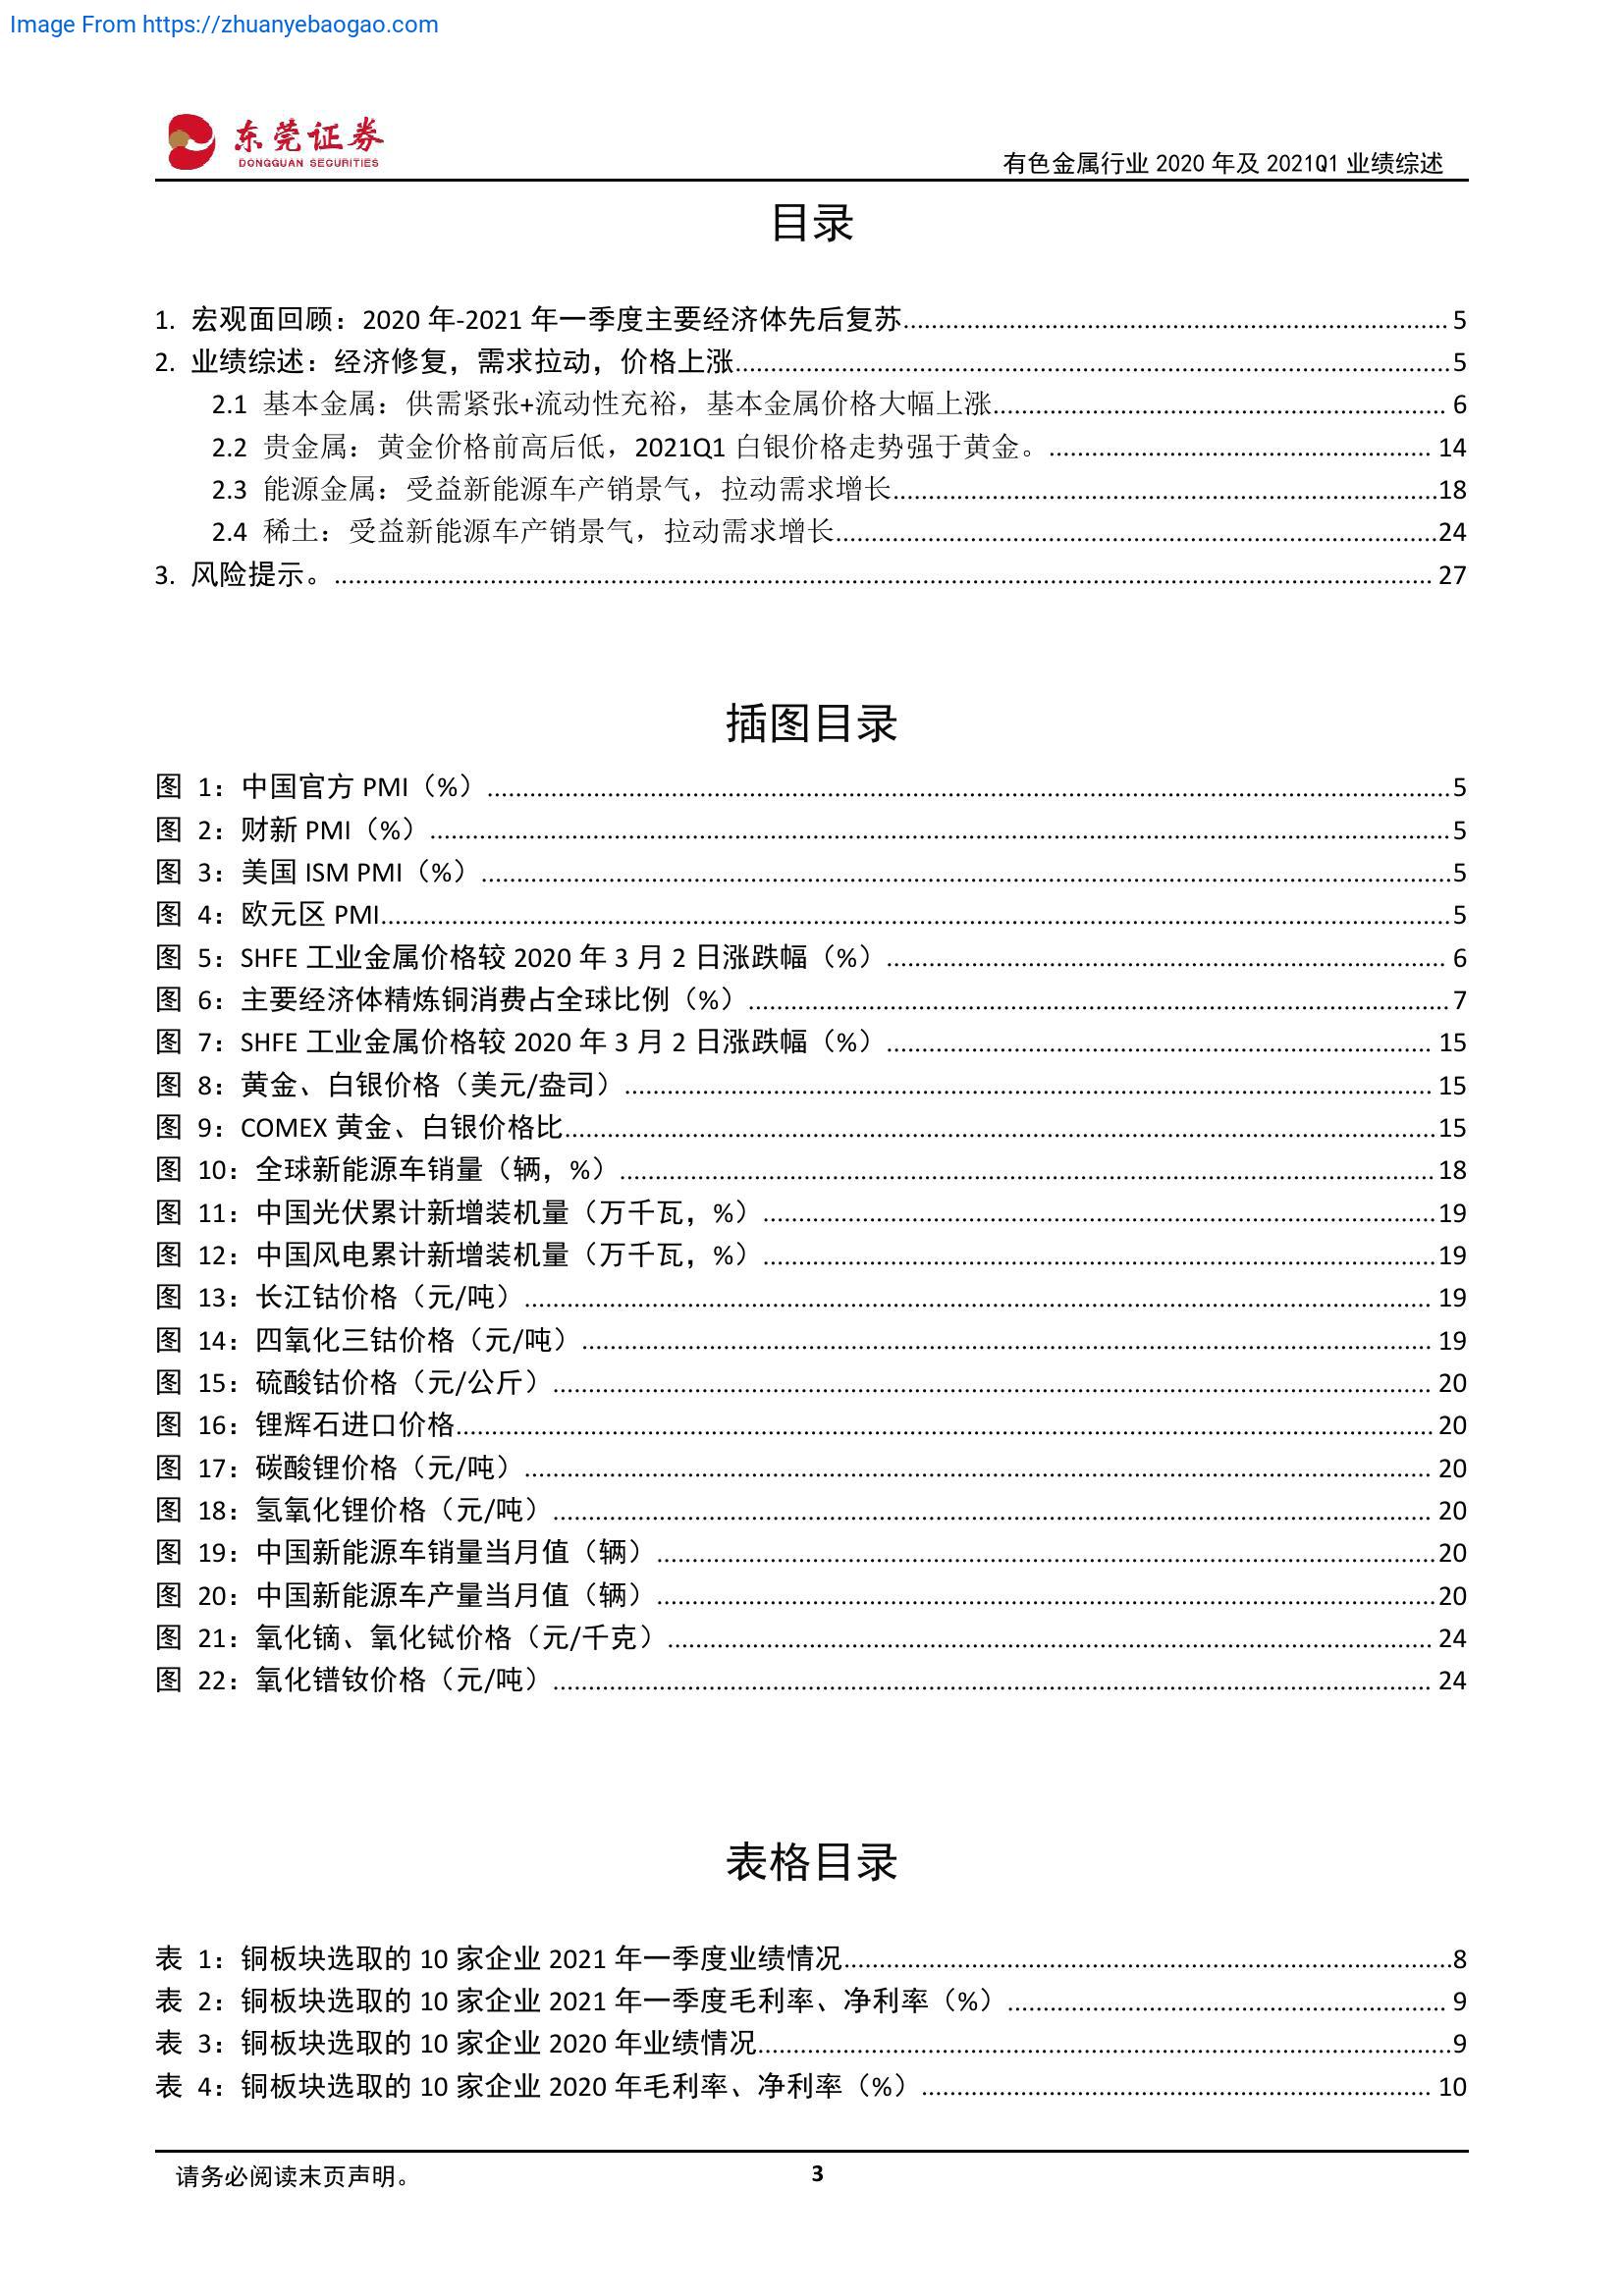 Image From https://zhuanyebaogao.com
东莞证券
DONGGUAN SECURITIES
有色金属行业 2020 年及 2021Q1 业绩综述
目录
1. 宏观面回顾：2020 年-2021 年一季度主要经济体先后复苏 5
2. 业绩综述：经济修复，需求拉动，价格上涨 5
2.1 基本金属：供需紧张+流动性充裕，基本金属价格大幅上涨 6
2.2 贵金属：黄金价格前高后低，2021Q1 白银价格走势强于黄金。 14
2.3 能源金属：受益新能源车产销景气，拉动需求增长 18
2.4 稀土：受益新能源车产销景气，拉动需求增长 24
3. 风险提示。 27
插图目录
图 1：中国官方 PMI（%） 5
图 2：财新 PMI（%） 5
图 3：美国 ISM PMI（%） 5
图 4：欧元区 PMI 5
图 5：SHFE 工业金属价格较 2020 年 3 月 2 日涨跌幅（%） 6
图 6：主要经济体精炼铜消费占全球比例（%） 7
图 7：SHFE 工业金属价格较 2020 年 3 月 2 日涨跌幅（%） 15
图 8：黄金、白银价格（美元/盎司） 15
图 9：COMEX 黄金、白银价格比 15
图 10：全球新能源车销量（辆，%） 18
图 11：中国光伏累计新增装机量（万千瓦，%） 19
图 12：中国风电累计新增装机量（万千瓦，%） 19
图 13：长江钴价格（元/吨） 19
图 14：四氧化三钴价格（元/吨） 19
图 15：硫酸钴价格（元/公斤） 20
图 16：锂辉石进口价格 20
图 17：碳酸锂价格（元/吨） 20
图 18：氢氧化锂价格（元/吨） 20
图 19：中国新能源车销量当月值（辆） 20
图 20：中国新能源车产量当月值（辆） 20
图 21：氧化镝、氧化铽价格（元/千克） 24
图 22：氧化镨钕价格（元/吨） 24
表格目录
表 1：铜板块选取的 10 家企业 2021 年一季度业绩情况 8
表 2：铜板块选取的 10 家企业 2021 年一季度毛利率、净利率（%） 9
表 3：铜板块选取的 10 家企业 2020 年业绩情况 9
表 4：铜板块选取的 10 家企业 2020 年毛利率、净利率（%） 10
请务必阅读末页声明。
3